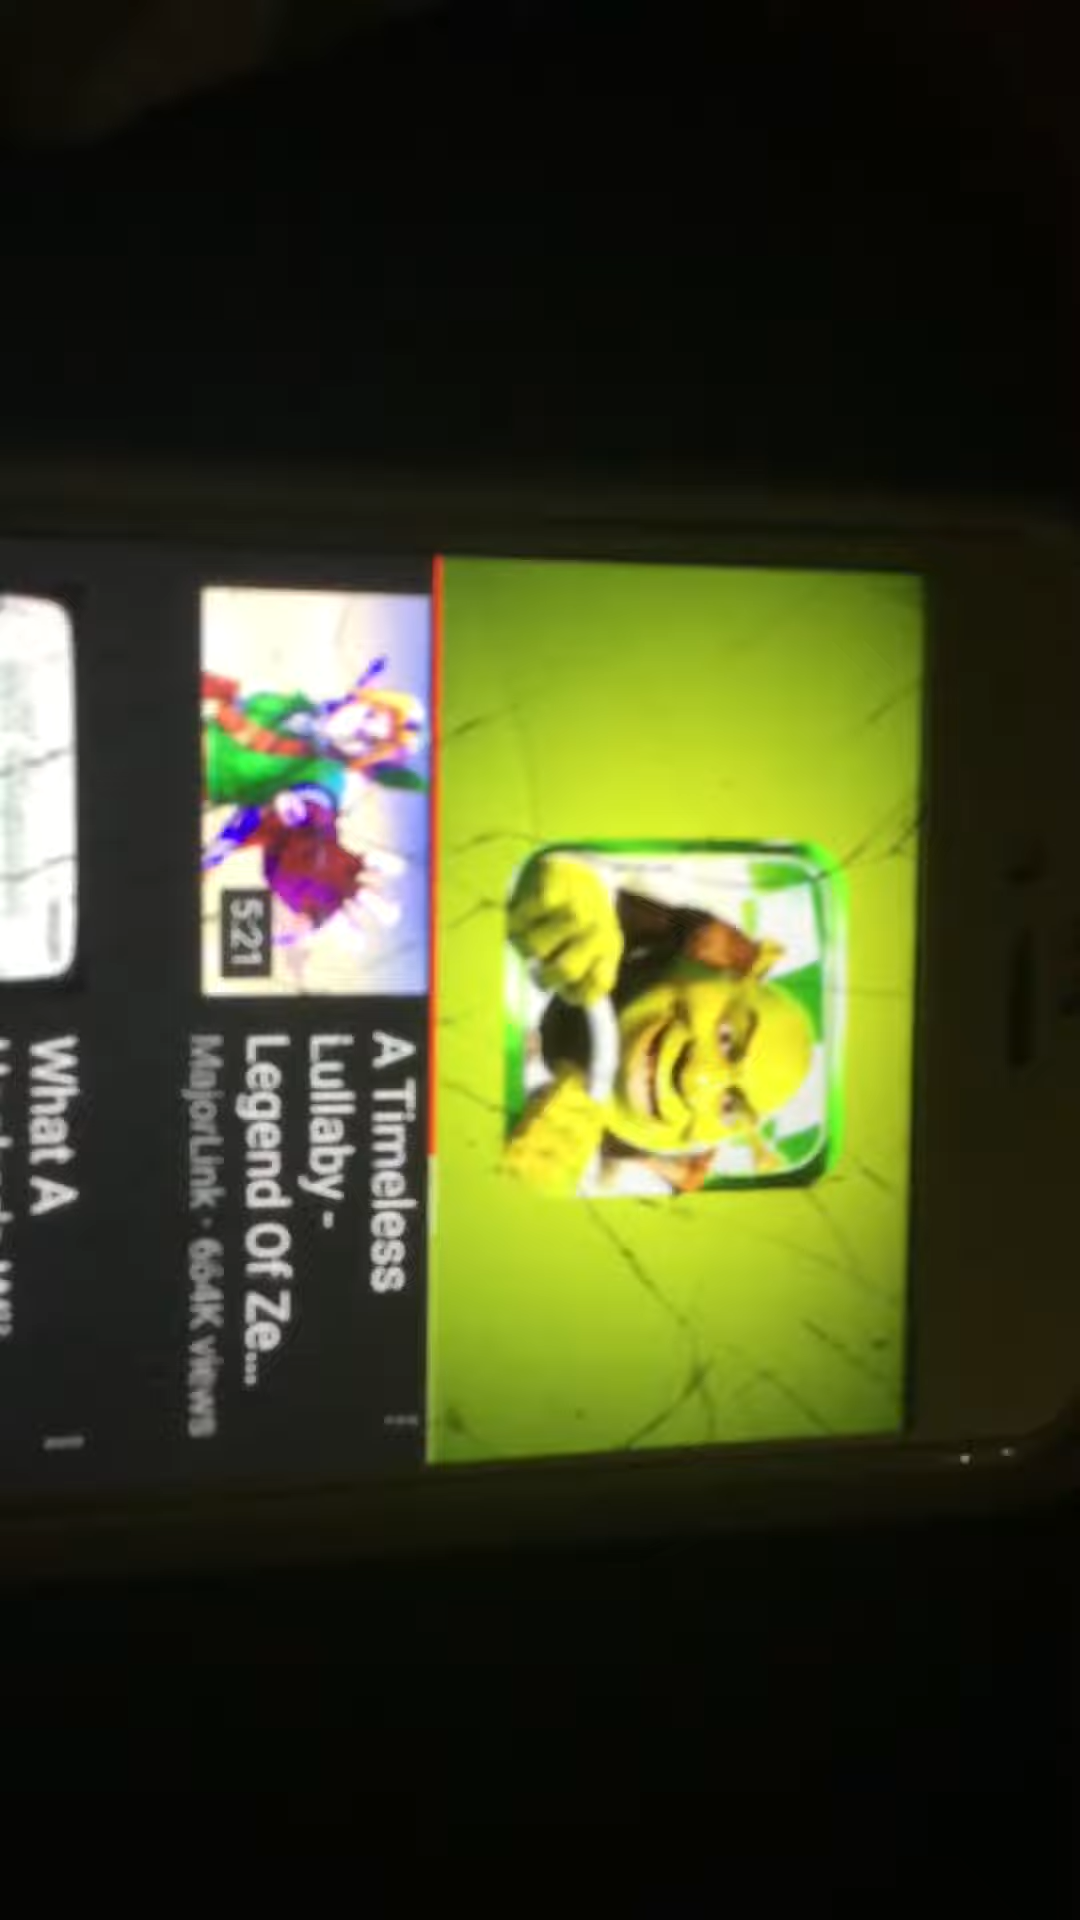 A Timeless
Lullaby -
Legend Of Ze...
MajorLink · 664K views
5:21
What A